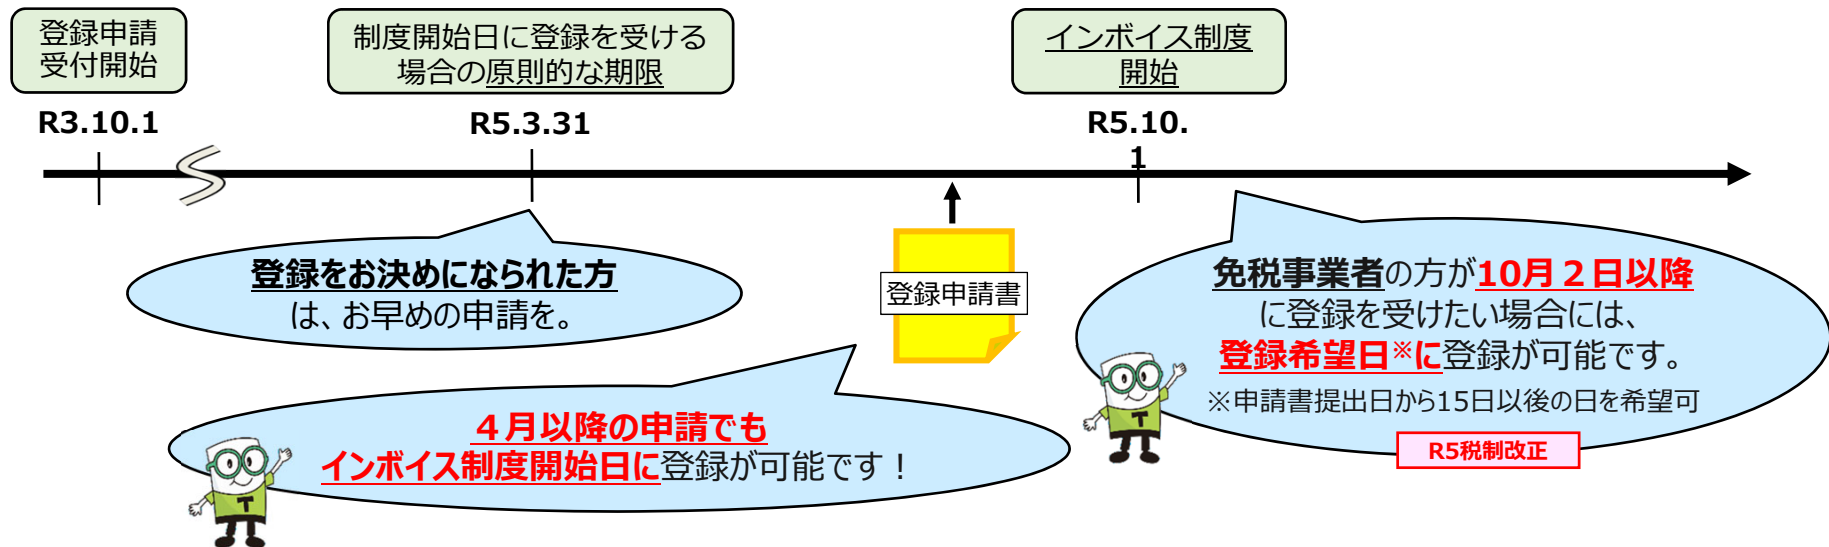 登録申請
受付開始
制度開始日に登録を受ける
場合の原則的な期限
インボイス制度
開始
R3.10.1
R5.3.31
R5.10.
1
登録をお決めになられた方
は、お早めの申請を。
登録申請書
４月以降の申請でも
インボイス制度開始日に登録が可能です！
T
免税事業者の方が10月２日以降
に登録を受けたい場合には、
登録希望日※に登録が可能です。
※申請書提出日から15日以後の日を希望可
R5税制改正
T